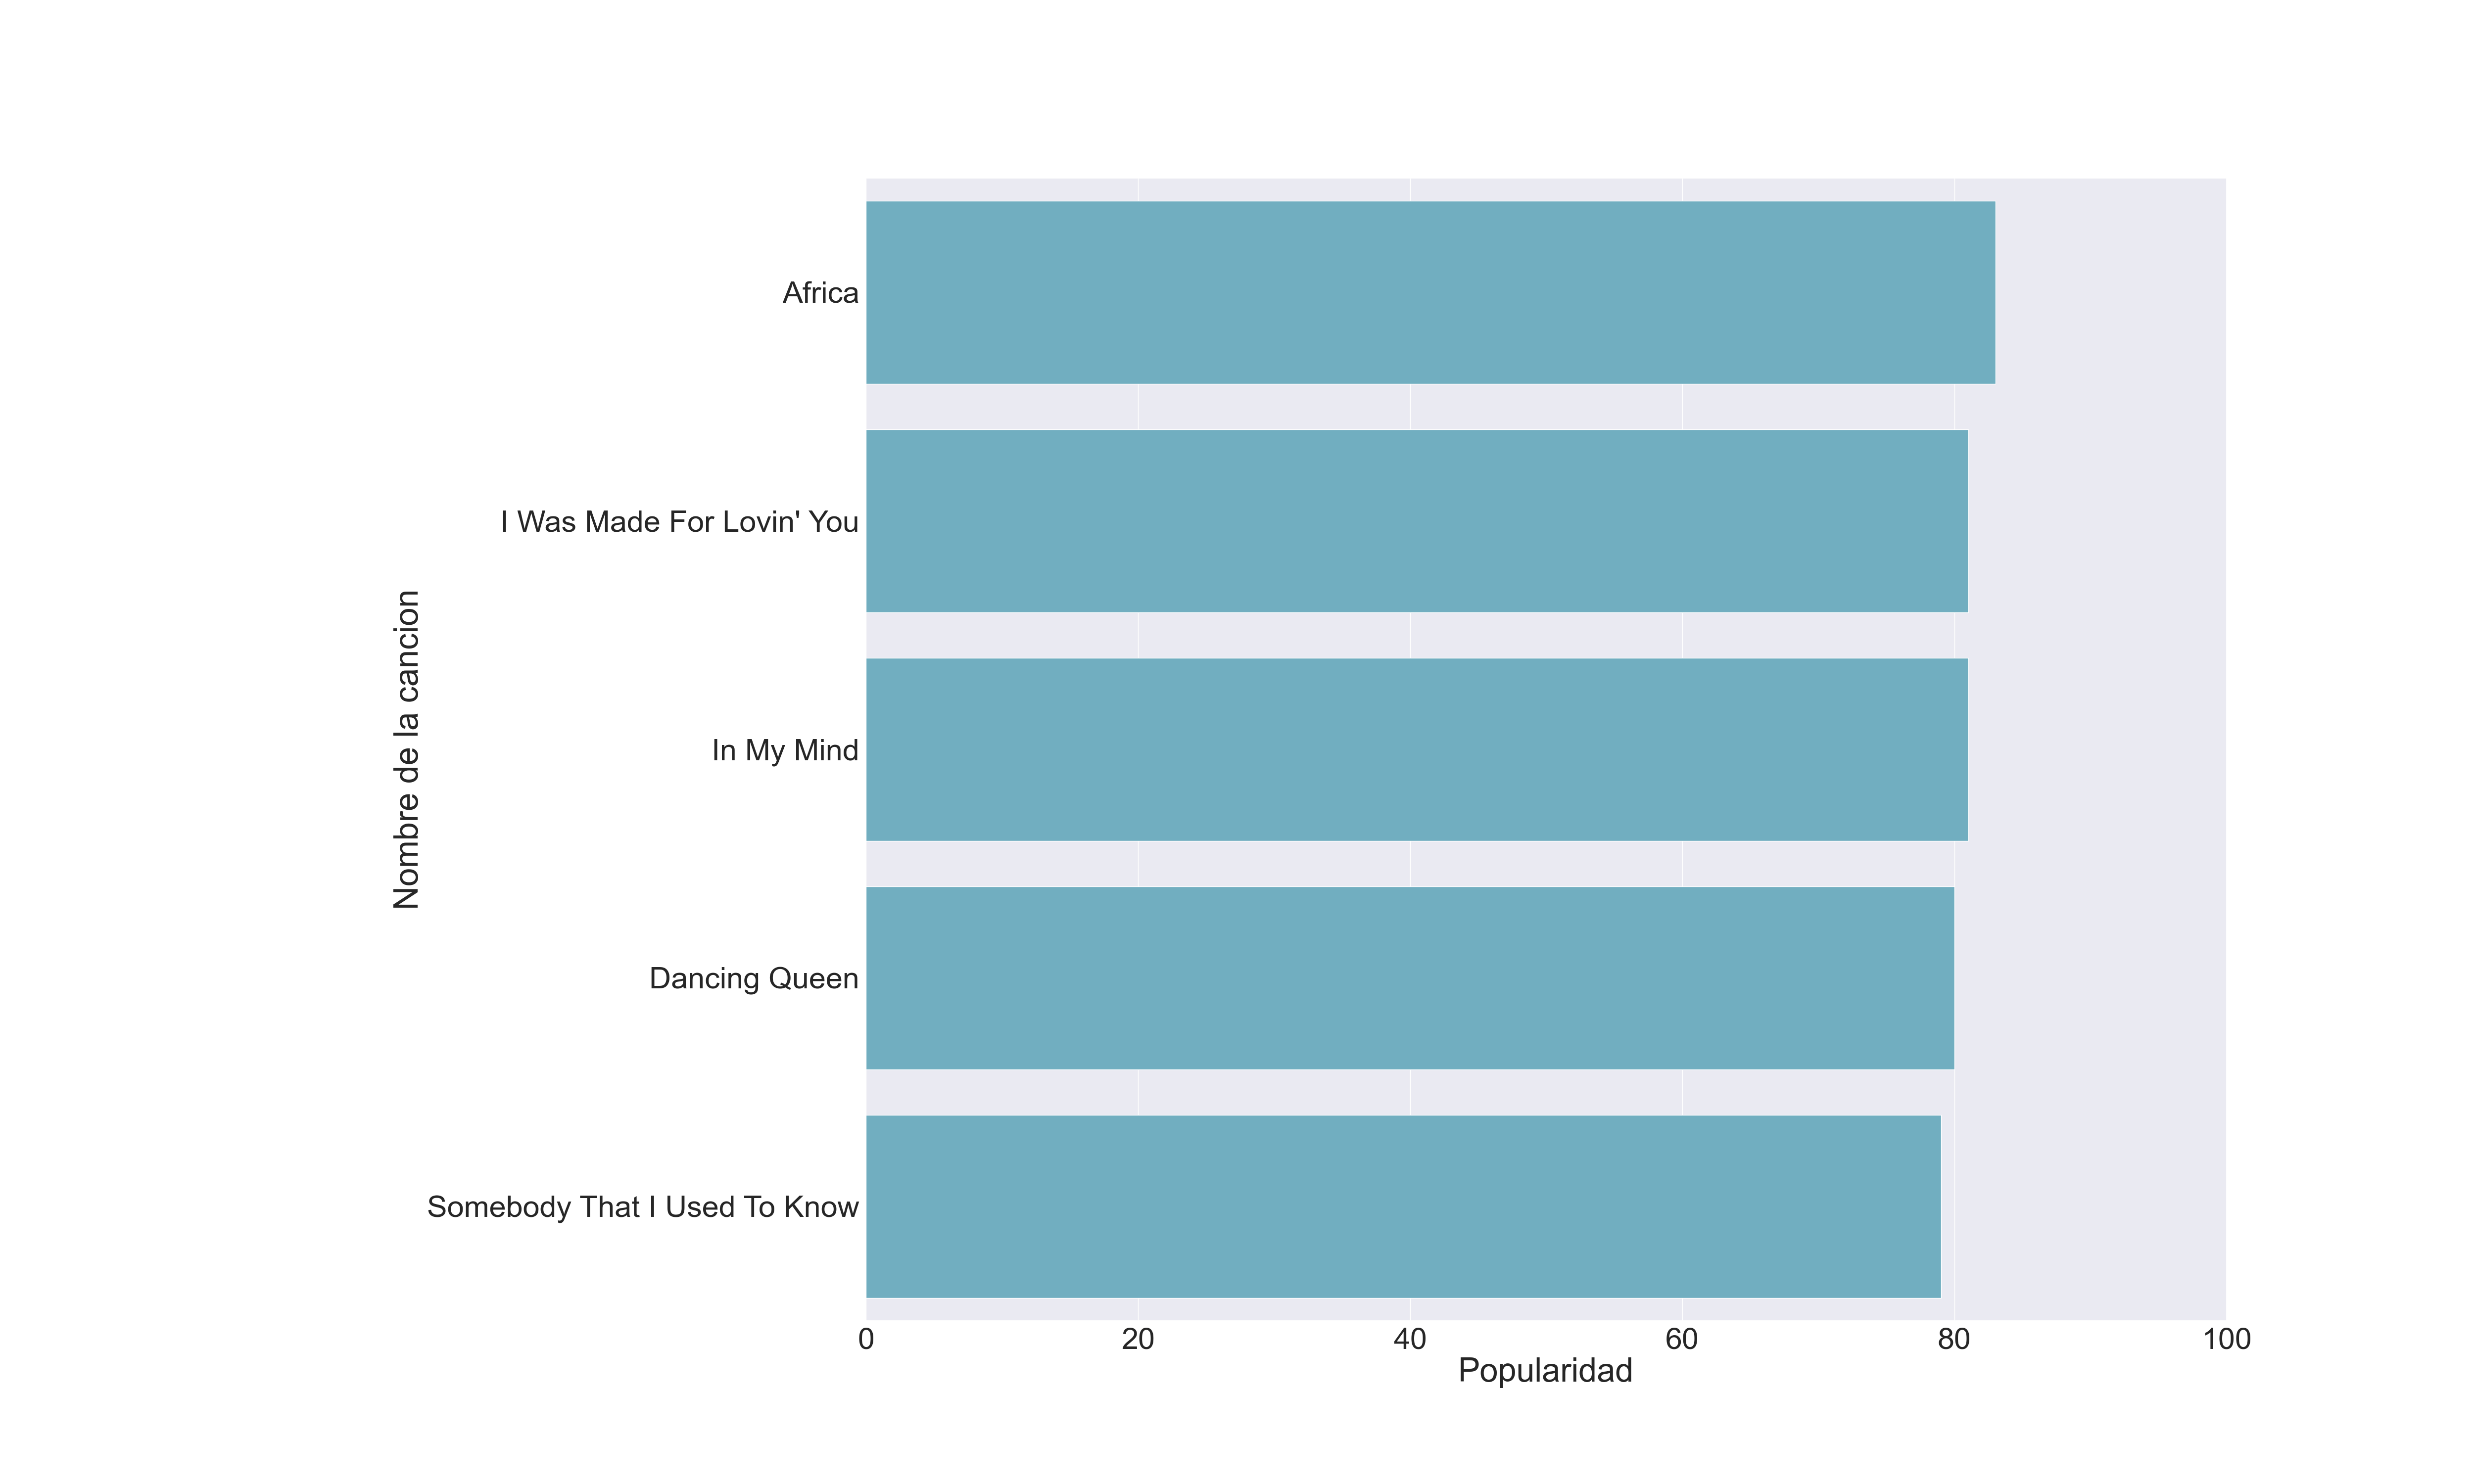 Nombre de la cancion
Africa
I Was Made For Lovin' You
In My Mind
Dancing Queen
Somebody That I Used To Know
0 20 40 60 80 100
Popularidad